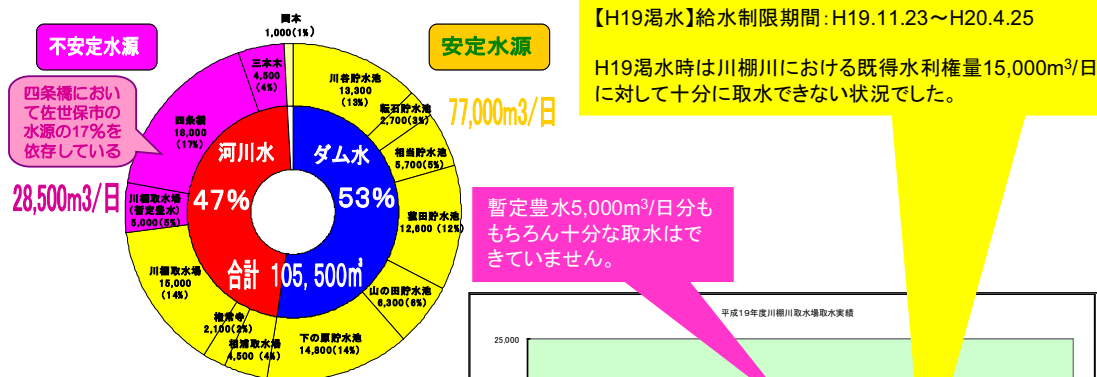 不安定水源
安定水源
四条橋におい
て佐世保市の
水源の17%を
依存している
28,500m3/日
77,000m3/日
岡本
1,000(1%)
川谷貯水池
13,300
(13%)
転石貯水池
2,700(3%)
相当貯水池
5,700(5%)
菰田貯水池
12,600 (12%)
山の田貯水池
6,300(6%)
下の原貯水池
14,800(14%)
相浦取水場
4,500 (4%)
2,100(2%)
川棚取水場
15,000
(14%)
川棚取水場
(暫定豊水)
5,000(5%)
四条橋
18,000
(17%)
三本木
4,500
(4%)
河川水
47%
ダム水
53%
合計 105,500㎥
【H19渇水】給水制限期間:H19.11.23~H20.4.25
H19渇水時は川棚川における既得水利権量15,000m³/日
に対して十分に取水できない状況でした。
暫定豊水5,000m³/日分も
もちろん十分な取水はで
きていません。
平成19年度川棚川取水場取水実績
25,000